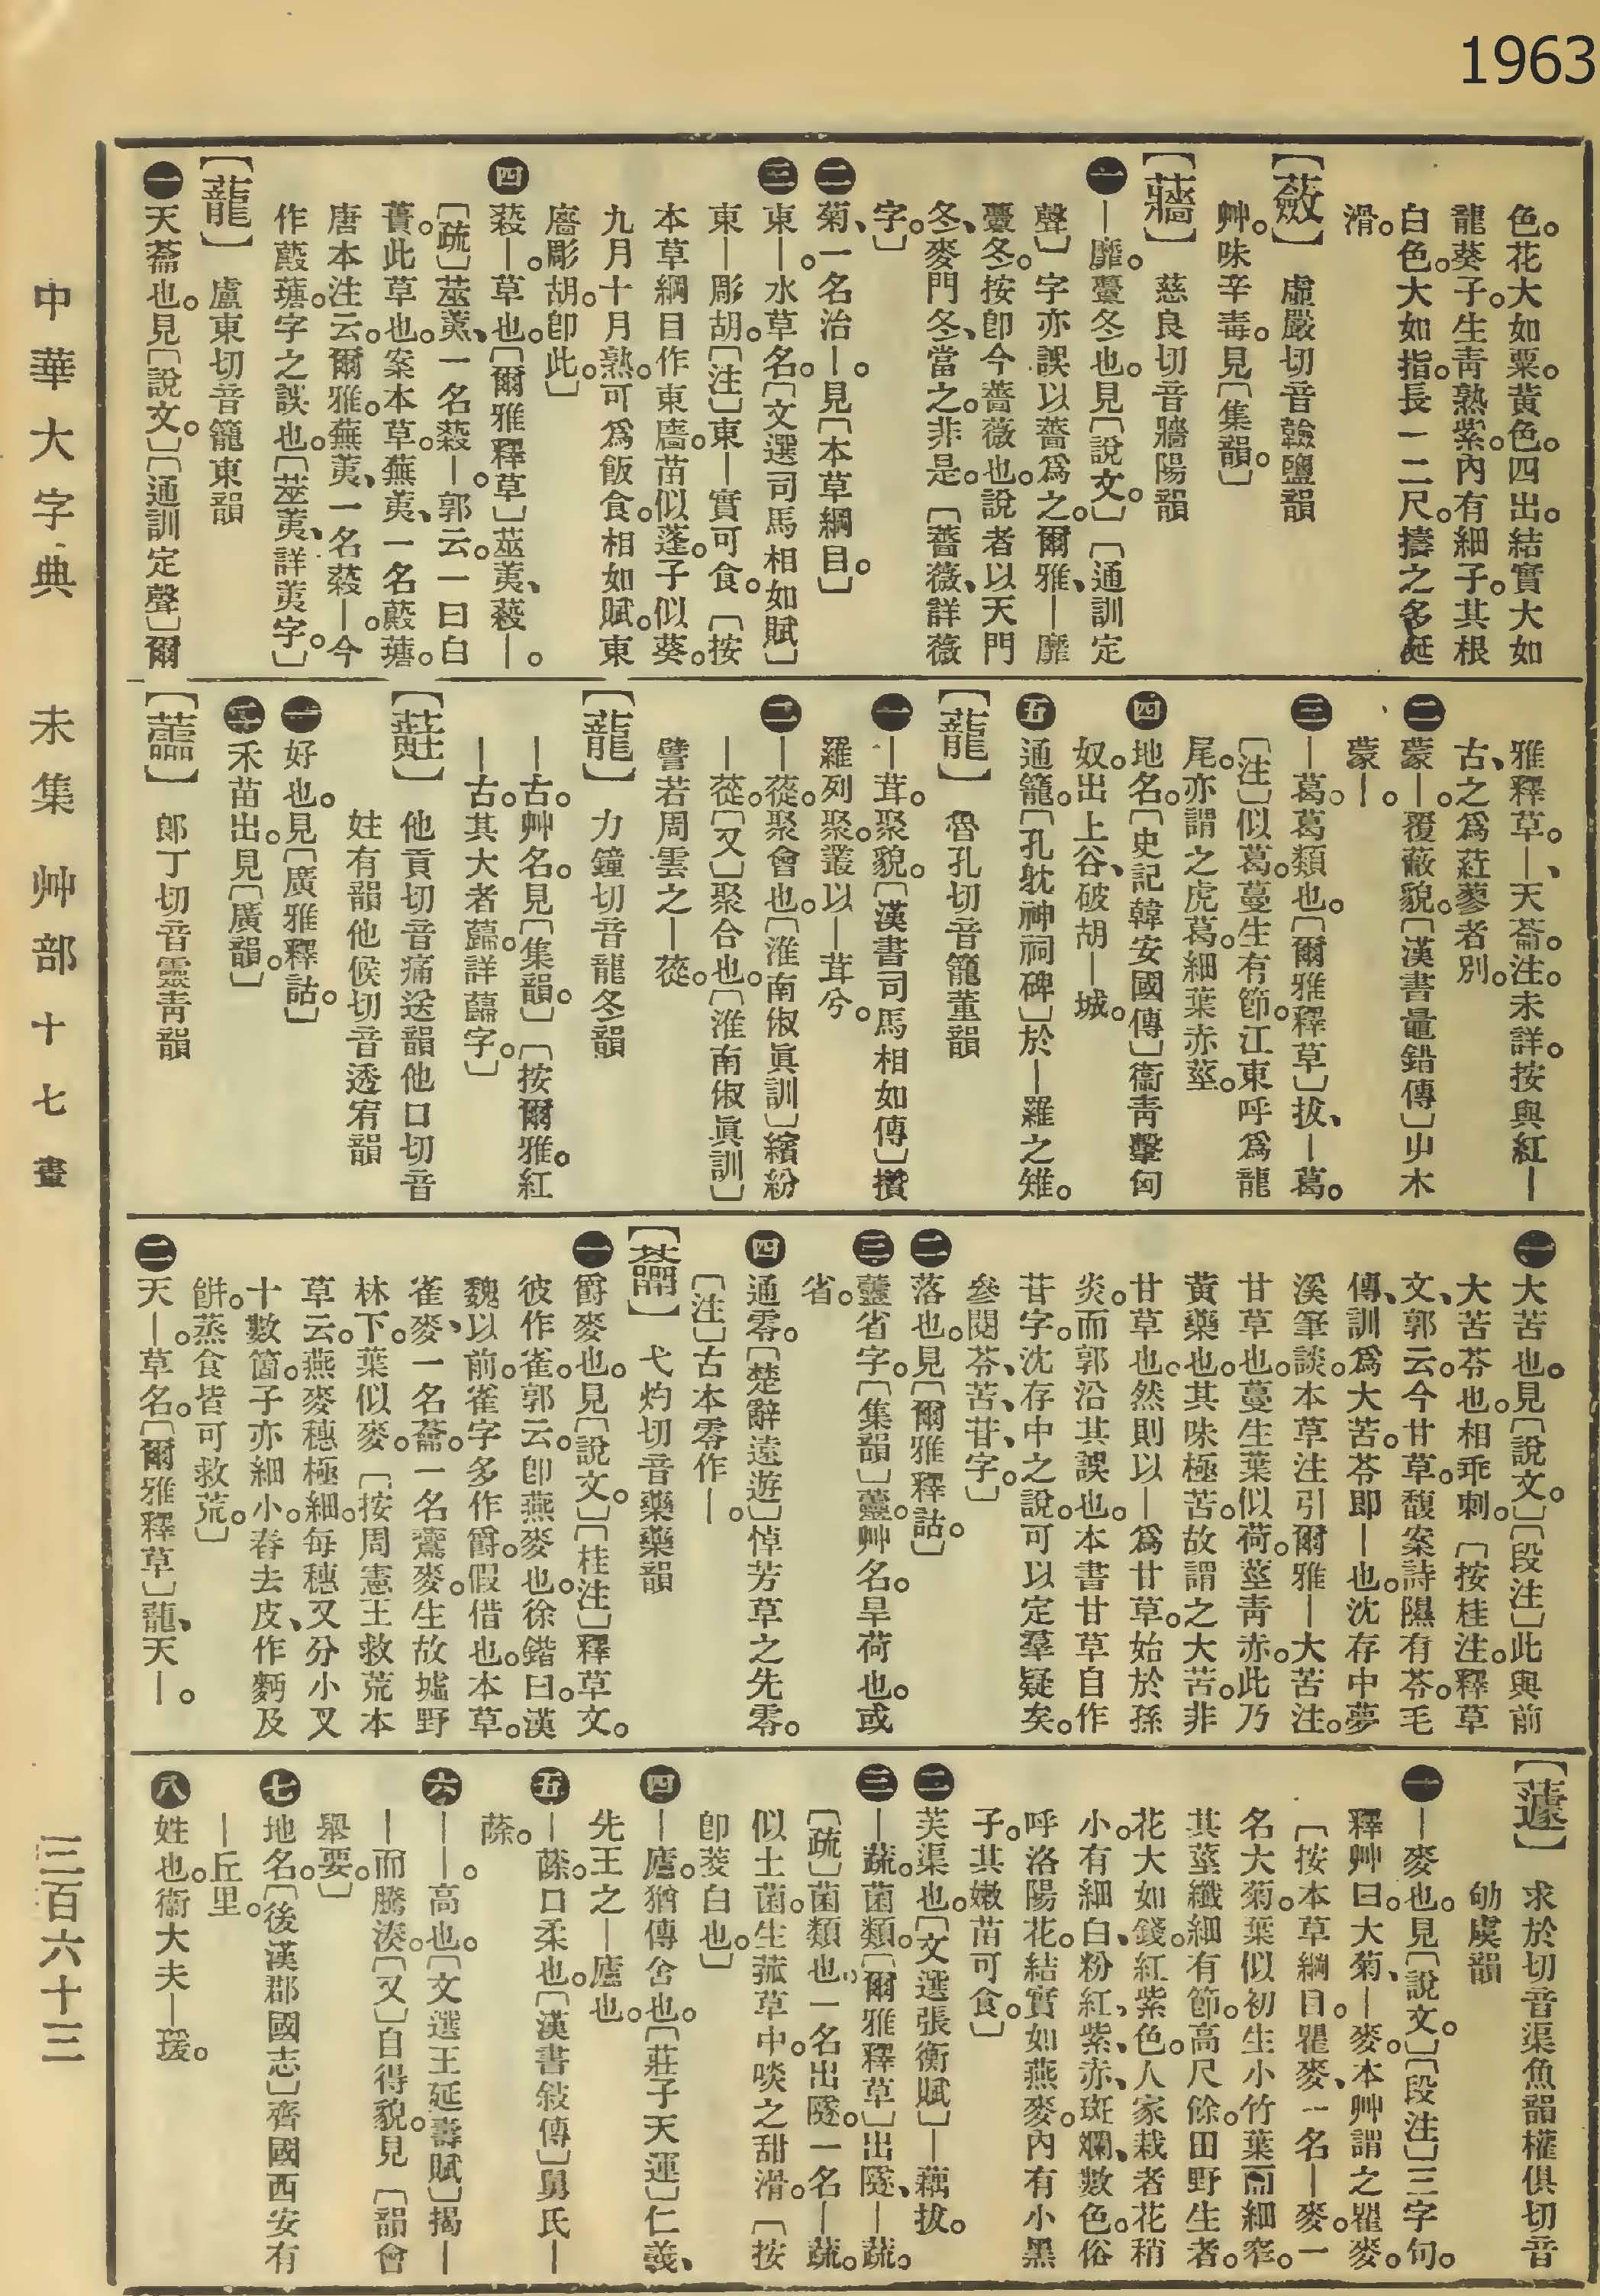 1963
色。花大如粟黃色。四出。結實大如
龍葵子。生青熟紫。內有細子。其根
白色。大如指。長一二尺。擣之多涎
滑。
【薟】 虛嚴切音㯺鹽韻
艸。味辛毒。見〔集韻。〕
【蘠】 慈良切音牆陽韻
㊀—蘼。虋冬也。見〔說文。〕〔通訓定
聲〕字亦誤以薔爲之。爾雅、—蘼
虋冬。按卽今薔薇也。說者以天門
冬、麥門冬、當之。非是。〔薔薇、詳薇
字。〕
㊁菊、一名治—。見〔本草綱目。〕
㊂東—。水草名。〔文選司馬相如賦〕
東—彫胡。〔注〕東—實可食。〔按
本草綱目作東廧。苗似蓬。子似葵。
九月十月熟。可爲飯食。相如賦。東
廧彫胡。卽此。〕
㊃蔱—。草也。〔爾雅釋草〕莁荑、蔱—。
〔疏〕莁荑、一名蔱—。郭云。一曰白
蕢。此草也。案本草。蕪荑、一名䕋蘠。
唐本注云。爾雅。蕪荑、一名蔱—。今
作䕋𦽆。字之誤也。〔莁荑、詳荑字。〕
【蘢】 盧東切音籠東韻
㊀天蘥也。見〔說文。〕〔通訓定聲〕爾
雅釋草。—、天蘥。注。未詳。按與紅—
古、之爲葒蓼者別。
㊁蒙—。覆蔽貌。〔漢書鼂錯傳〕屮木
蒙—。
㊂—葛。葛類也。〔爾雅釋草〕拔、—葛。
〔注〕似葛。蔓生有節。江東呼爲龍
尾。亦謂之虎葛。細葉赤莖。
㊃地名。〔史記韓安國傳〕衞青擊匈
奴。出上谷、破胡—城。
㊄通籠。〔孔躭神祠碑〕於—羅之雉。
【蘢】 魯孔切音籠董韻
㊀—茸。聚貌。〔漢書司馬相如傳〕攢
羅列聚。叢以—茸兮。
㊁—蓯。聚會也。〔淮南俶眞訓〕繽紛
—蓯。〔又〕聚合也。〔淮南俶眞訓〕
譬若周雲之—蓯。
【蘢】 力鐘切音龍冬韻
—古。艸名。見〔集韻。〕〔按爾雅。紅
—古。其大者蘬。詳蘬字。〕
【蘣】 他貢切音痛送韻他口切音
妵有韻他候切音透宥韻
㊀好也。見〔廣雅釋詁。〕
㊁禾苗出。見〔廣韻。〕
【蘦】 郎丁切音靈青韻
㊀大苦也。見〔說文。〕〔段注〕此與前
大苦苓也。相乖剌。〔按桂注。釋草
文、郭云。今甘草。馥案詩隰有苓。毛
傳、訓爲大苦。苓卽—也。沈存中夢
溪筆談。本草注引爾雅—大苦注。
甘草也。蔓生葉似荷。莖青赤。此乃
黃藥也。其味極苦。故謂之大苦。非
甘草也。然則以—爲甘草。始於孫
炎。而郭沿其誤也。本書甘草自作
苷字。沈存中之說。可以定羣疑矣。
參閱苓、苦、苷、字。〕
㊁落也。見〔爾雅釋詁。〕
㊂虋省字。〔集韻〕蘦。艸名。旱荷也。或
省。
㊃通零。〔楚辭遠遊〕悼芳草之先零。
〔注〕古本零作—。
【蘥】 弋灼切音藥藥韻
㊀爵麥也。見〔說文。〕〔桂注〕釋草文。
彼作雀。郭云。卽燕麥也。徐鍇曰。漢
魏以前。雀字多作爵。假借也。本草。
雀麥、一名蘥。一名鷰麥。生故墟野
林下。葉似麥。〔按周憲王救荒本
草云。燕麥穗極細。每穗又分小叉
十數箇。子亦細小。舂去皮、作麪及
餠。蒸食皆可救荒。〕
㊁天—。草名。〔爾雅釋草〕蘢、天—。
【蘧】 求於切音渠魚韻權俱切音
劬虞韻
㊀—麥也。見〔說文。〕〔段注〕三字句。
釋艸曰。大菊、—麥。本艸謂之瞿麥。
〔按本草綱目。瞿麥、一名—麥。一
名大菊。葉似初生小竹葉而細窄。
其莖纖細有節。高尺餘。田野生者。
花大如錢。紅紫色。人家栽者花稍
小。有細白、粉紅、紫、赤、斑爛、數色。俗
呼洛陽花。結實如燕麥。內有小黑
子。其嫩苗可食。〕
㊁芙渠也。〔文選張衡賦〕—藕拔。
㊂—蔬。菌類。〔爾雅釋草〕出隧、—蔬。
〔疏〕菌類也。一名出隧。一名—蔬。
似土菌。生菰草中。啖之甜滑。〔按
卽茭白也。〕
㊃—廬。猶傳舍也。〔莊子天運〕仁義、
先王之—廬也。
㊄—蒢。口柔也。〔漢書敍傳〕舅氏—
蒢。
㊅——。高也。〔文選王延壽賦〕揭—
—而騰湊。〔又〕自得貌。見〔韻會
舉要。〕
㊆地名。〔後漢郡國志〕齊國西安有
—丘里。
㊇姓也。衞大夫—瑗。
中華大字典 未集 艸部 十七畫 三百六十三